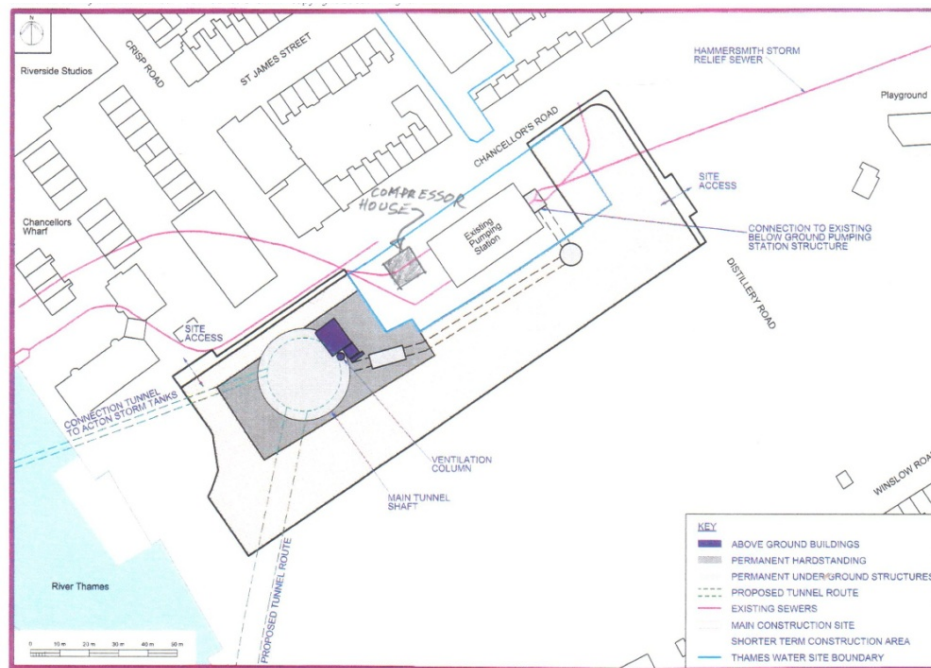 N
Riverside Studios
CRISP ROAD
ST JAMES STREET
HAMMERSMITH STORM
RELIEF SEWER
Playground
CHANCELLOR'S ROAD
SITE
ACCESS
COMPRESSOR
HOUSE
Existing
Pumping
Station
Chancellors
Wharf
CONNECTION TO EXISTING
BELOW GROUND PUMPING
STATION STRUCTURE
DISTILLERY ROAD
SITE
ACCESS
CONNECTION TUNNEL
TO ACTON STORM TANKS
VENTILATION
COLUMN
MAIN TUNNEL
SHAFT
WINSLOW ROAD
River Thames
PROPOSED TUNNEL ROUTE
KEY
ABOVE GROUND BUILDINGS
PERMANENT HARDSTANDING
PERMANENT UNDERGROUND STRUCTURES
PROPOSED TUNNEL ROUTE
EXISTING SEWERS
MAIN CONSTRUCTION SITE
SHORTER TERM CONSTRUCTION AREA
THAMES WATER SITE BOUNDARY
0 10 m 20 m 30 m 40 m 50 m